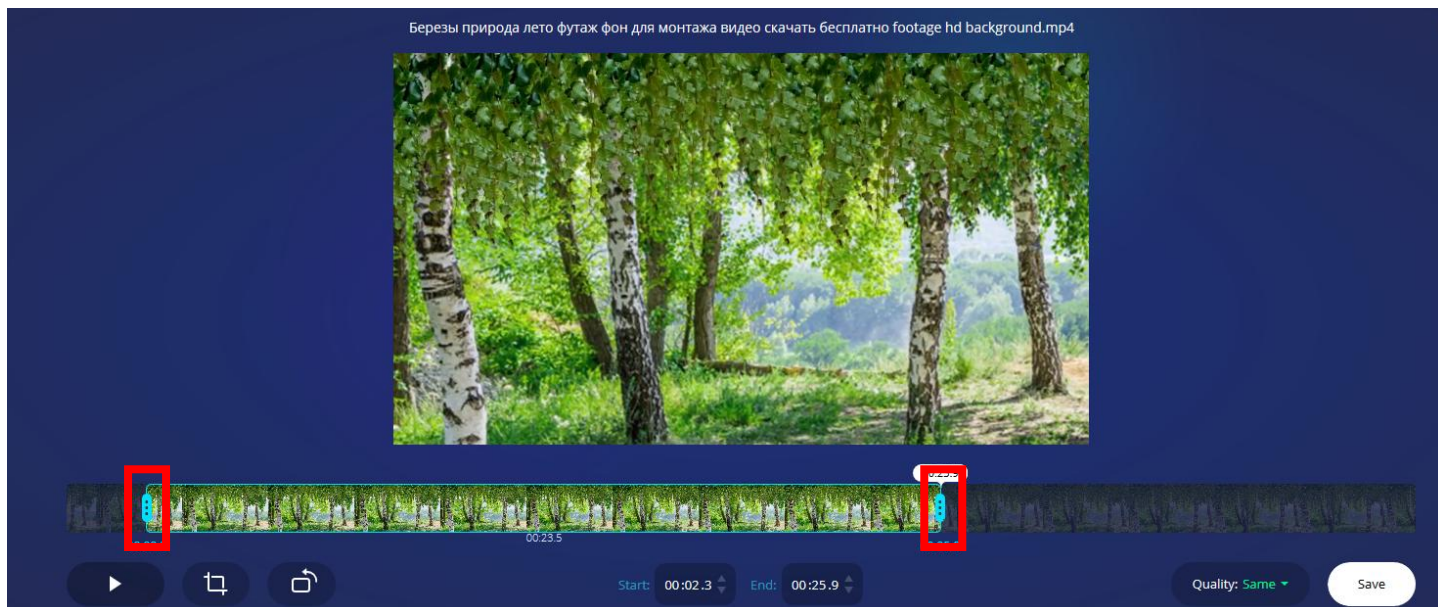 Березы природа лето футаж фон для монтажа видео скачать бесплатно footage hd background.mp4
00:23.5
Start: 00:02.3 End: 00:25.9 Quality: Same Save